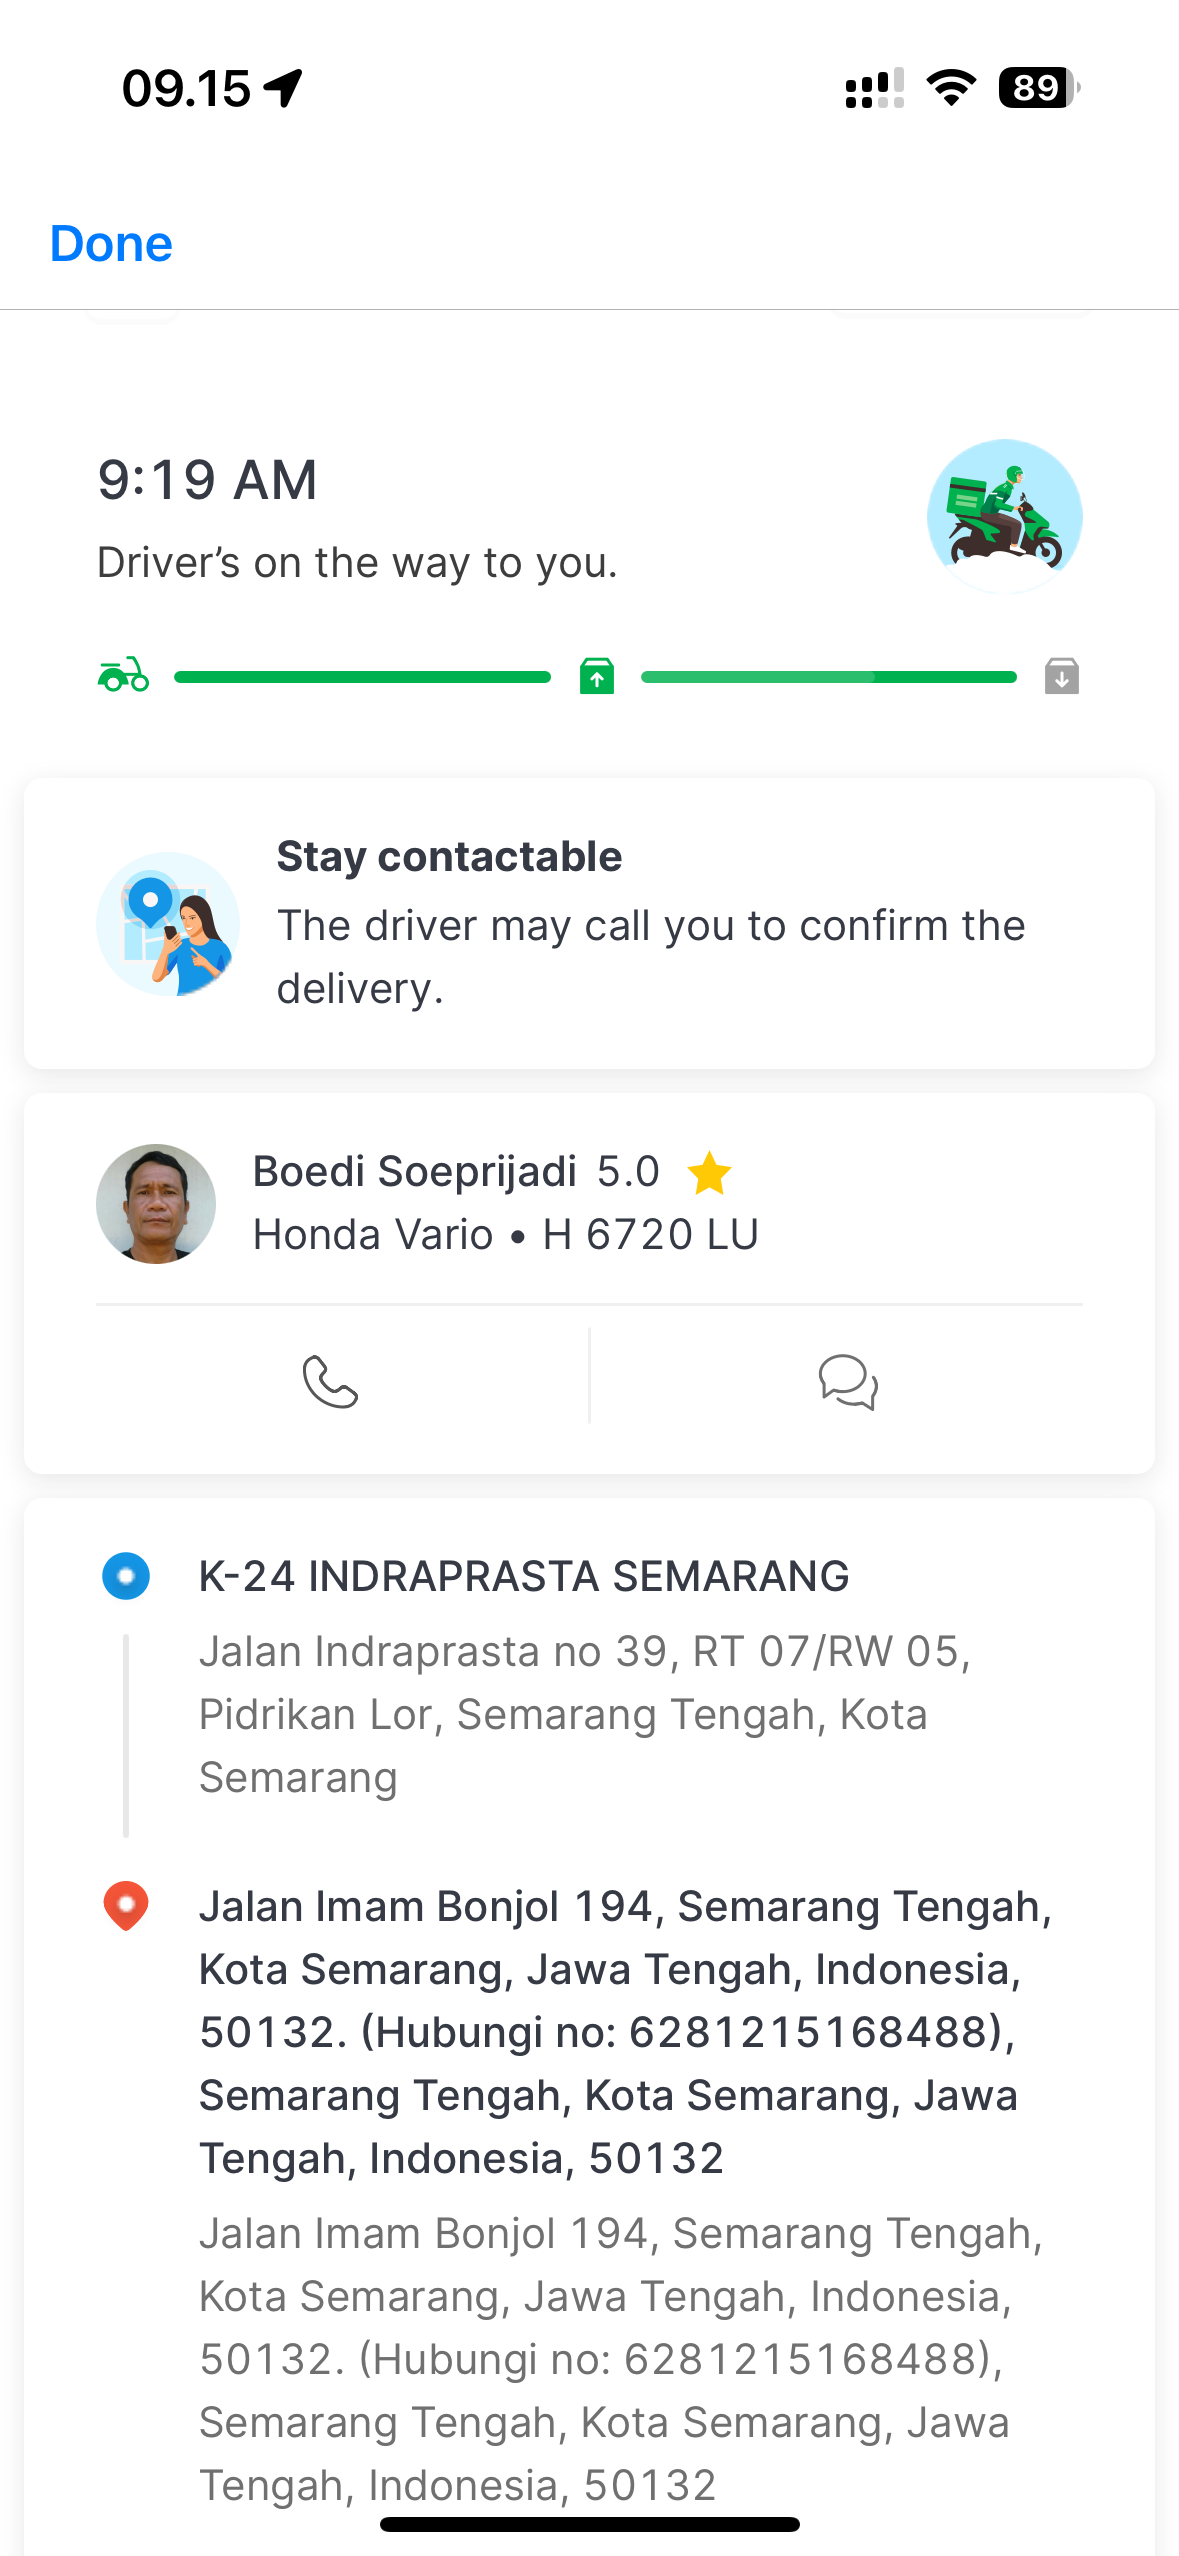 09.15
89
Done
9:19 AM
Driver’s on the way to you.
Stay contactable
The driver may call you to confirm the
delivery.
Boedi Soeprijadi 5.0
Honda Vario • H 6720 LU
K-24 INDRAPRASTA SEMARANG
Jalan Indraprasta no 39, RT 07/RW 05,
Pidrikan Lor, Semarang Tengah, Kota
Semarang
Jalan Imam Bonjol 194, Semarang Tengah,
Kota Semarang, Jawa Tengah, Indonesia,
50132. (Hubungi no: 6281215168488),
Semarang Tengah, Kota Semarang, Jawa
Tengah, Indonesia, 50132
Jalan Imam Bonjol 194, Semarang Tengah,
Kota Semarang, Jawa Tengah, Indonesia,
50132. (Hubungi no: 6281215168488),
Semarang Tengah, Kota Semarang, Jawa
Tengah, Indonesia, 50132